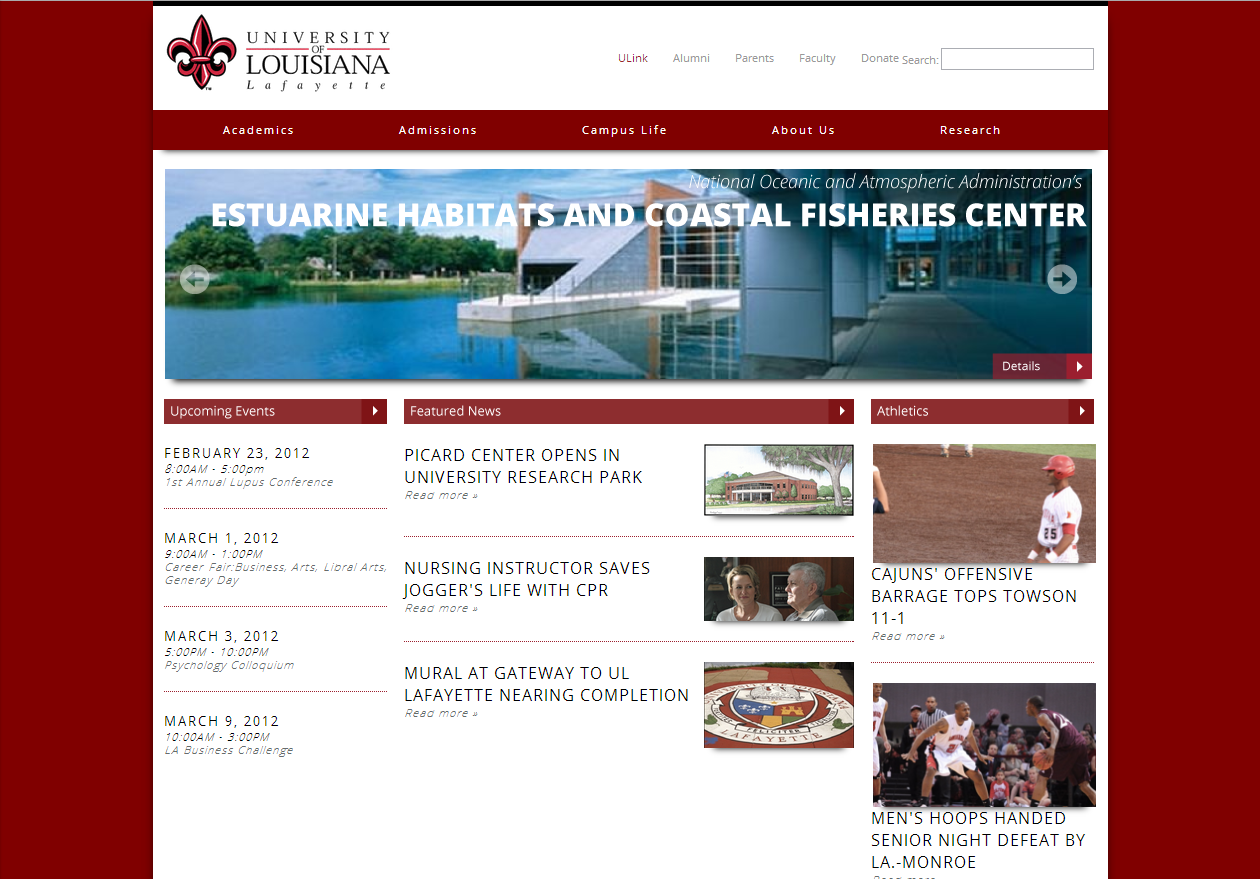 UNIVERSITY
OF
LOUISIANA
Lafayette
TM
ULink Alumni Parents Faculty Donate Search:
Academics Admissions Campus Life About Us Research
National Oceanic and Atmospheric Administration's
ESTUARINE HABITATS AND COASTAL FISHERIES CENTER
Details
Upcoming Events
FEBRUARY 23, 2012
8:00AM - 5:00pm
1st Annual Lupus Conference
MARCH 1, 2012
9:00AM - 1:00PM
Career Fair:Business, Arts, Libral Arts,
Generay Day
MARCH 3, 2012
5:00PM - 10:00PM
Psychology Colloquium
MARCH 9, 2012
10:00AM - 3:00PM
LA Business Challenge
Featured News
PICARD CENTER OPENS IN
UNIVERSITY RESEARCH PARK
Read more »
NURSING INSTRUCTOR SAVES
JOGGER'S LIFE WITH CPR
Read more »
MURAL AT GATEWAY TO UL
LAFAYETTE NEARING COMPLETION
Read more »
LAFAYETTE
Athletics
25
CAJUNS' OFFENSIVE
BARRAGE TOPS TOWSON
11-1
Read more »
MEN'S HOOPS HANDED
SENIOR NIGHT DEFEAT BY
LA.-MONROE
Read more »